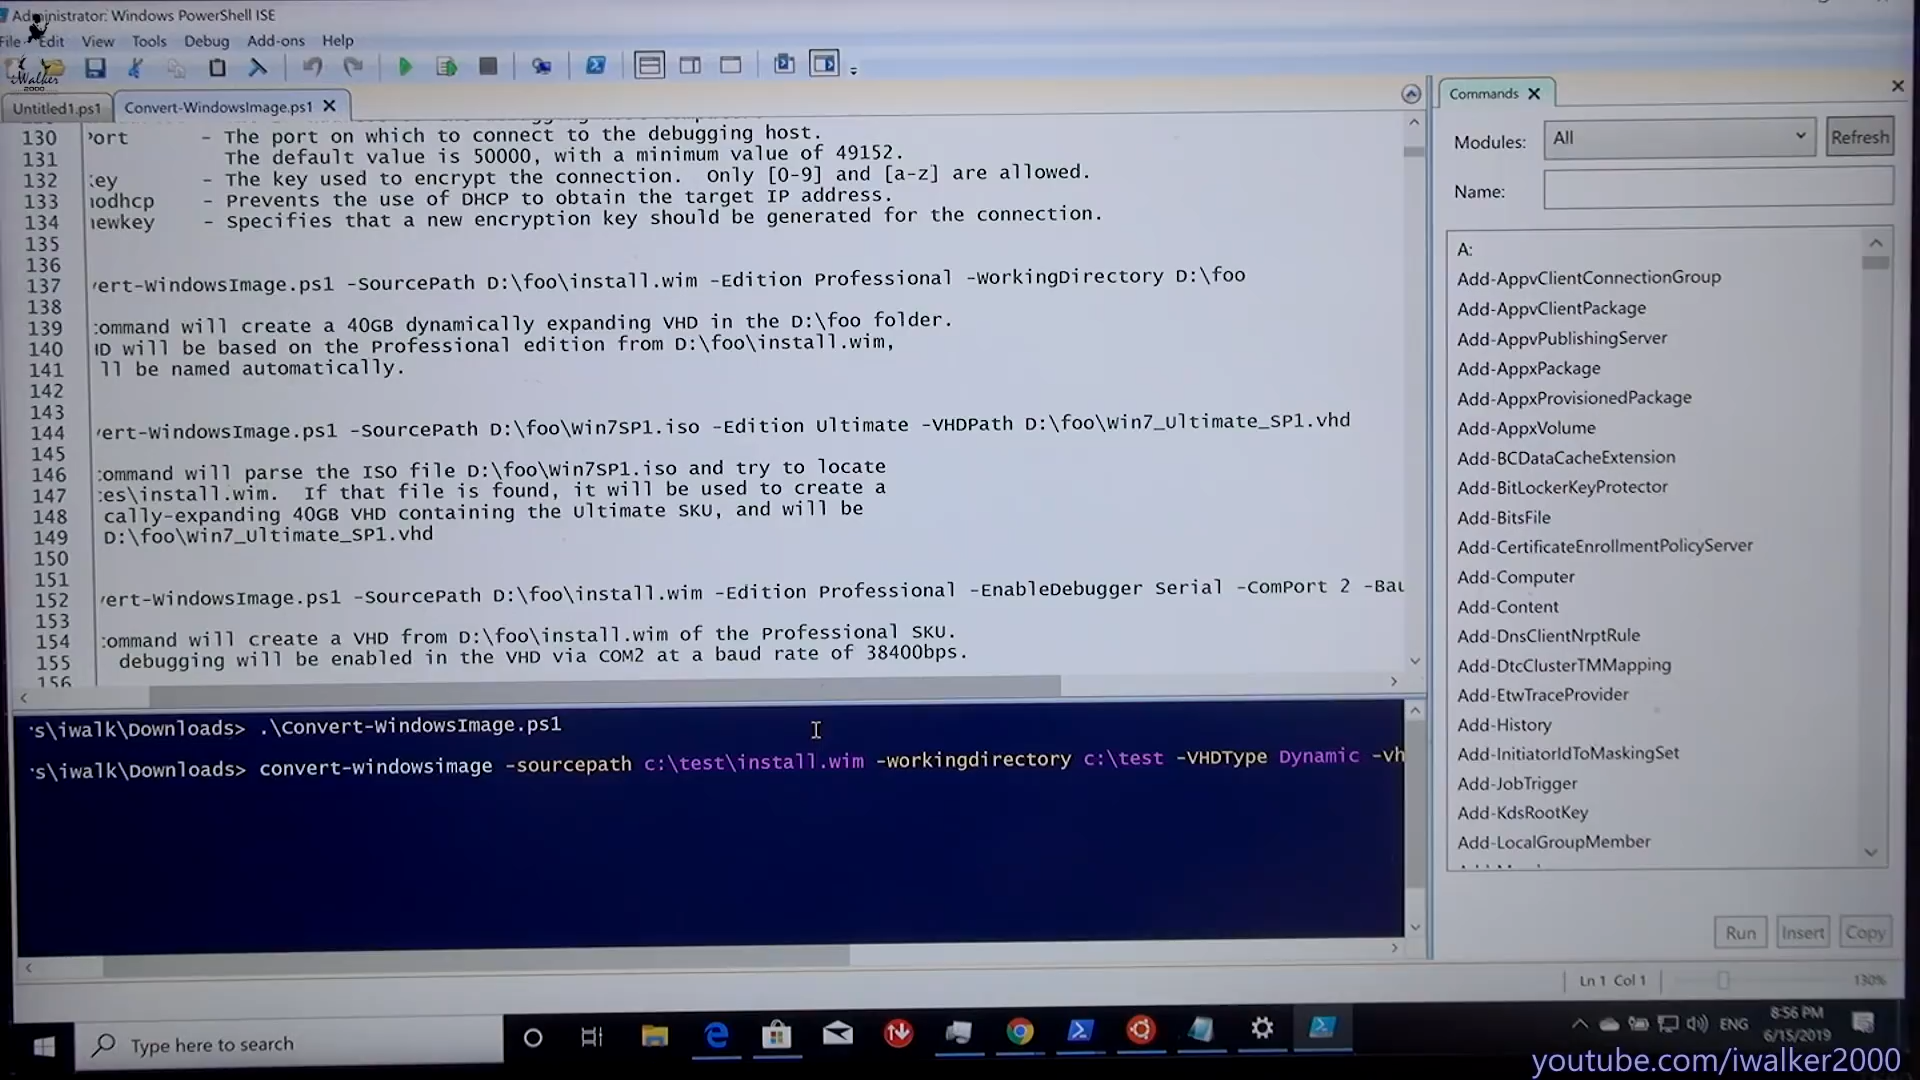 Administrator: Windows PowerShell ISE
File Edit View Tools Debug Add-ons Help
iWalker
2000
Untitled1.ps1 Convert-WindowsImage.ps1 X
130 ort - The port on which to connect to the debugging host.
131 The default value is 50000, with a minimum value of 49152.
132 ey - The key used to encrypt the connection. Only [0-9] and [a-z] are allowed.
133 odhcp - Prevents the use of DHCP to obtain the target IP address.
134 ewkey - Specifies that a new encryption key should be generated for the connection.
135
136
137 ert-WindowsImage.ps1 -SourcePath D:\foo\install.wim -Edition Professional -WorkingDirectory D:\foo
138
139 ommand will create a 40GB dynamically expanding VHD in the D:\foo folder.
140 D will be based on the Professional edition from D:\foo\install.wim,
141 ll be named automatically.
142
143
144 ert-WindowsImage.ps1 -SourcePath D:\foo\Win7SP1.iso -Edition Ultimate -VHDPath D:\foo\Win7_Ultimate_SP1.vhd
145
146 ommand will parse the ISO file D:\foo\Win7SP1.iso and try to locate
147 es\install.wim. If that file is found, it will be used to create a
148 cally-expanding 40GB VHD containing the Ultimate SKU, and will be
149 D:\foo\Win7_Ultimate_SP1.vhd
150
151
152 ert-WindowsImage.ps1 -SourcePath D:\foo\install.wim -Edition Professional -EnableDebugger Serial -ComPort 2 -Bau
153
154 ommand will create a VHD from D:\foo\install.wim of the Professional SKU.
155 debugging will be enabled in the VHD via COM2 at a baud rate of 38400bps.
156
s\iwalk\Downloads> .\Convert-WindowsImage.ps1
s\iwalk\Downloads> convert-windowsimage -sourcepath c:\test\install.wim -workingdirectory c:\test -VHDType Dynamic -vh
Commands X
Modules: All Refresh
Name:
A:
Add-AppvClientConnectionGroup
Add-AppvClientPackage
Add-AppvPublishingServer
Add-AppxPackage
Add-AppxProvisionedPackage
Add-AppxVolume
Add-BCDataCacheExtension
Add-BitLockerKeyProtector
Add-BitsFile
Add-CertificateEnrollmentPolicyServer
Add-Computer
Add-Content
Add-DnsClientNrptRule
Add-DtcClusterTMMapping
Add-EtwTraceProvider
Add-History
Add-InitiatorIdToMaskingSet
Add-JobTrigger
Add-KdsRootKey
Add-LocalGroupMember
Run Insert Copy
Ln 1 Col 1 130%
Type here to search
ENG
8:56 PM
6/15/2019
youtube.com/iwalker2000